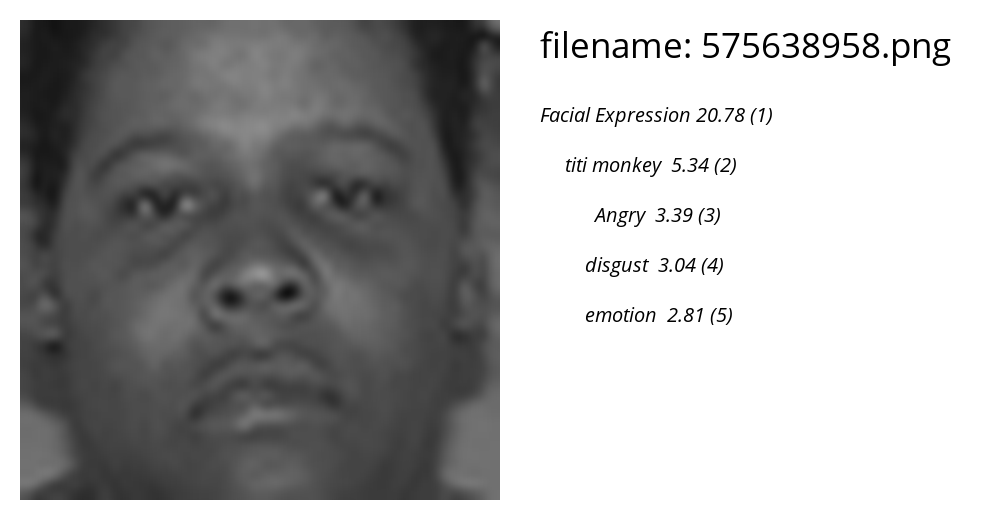 filename: 575638958.png
Facial Expression 20.78 (1)
titi monkey 5.34 (2)
Angry 3.39 (3)
disgust 3.04 (4)
emotion 2.81 (5)